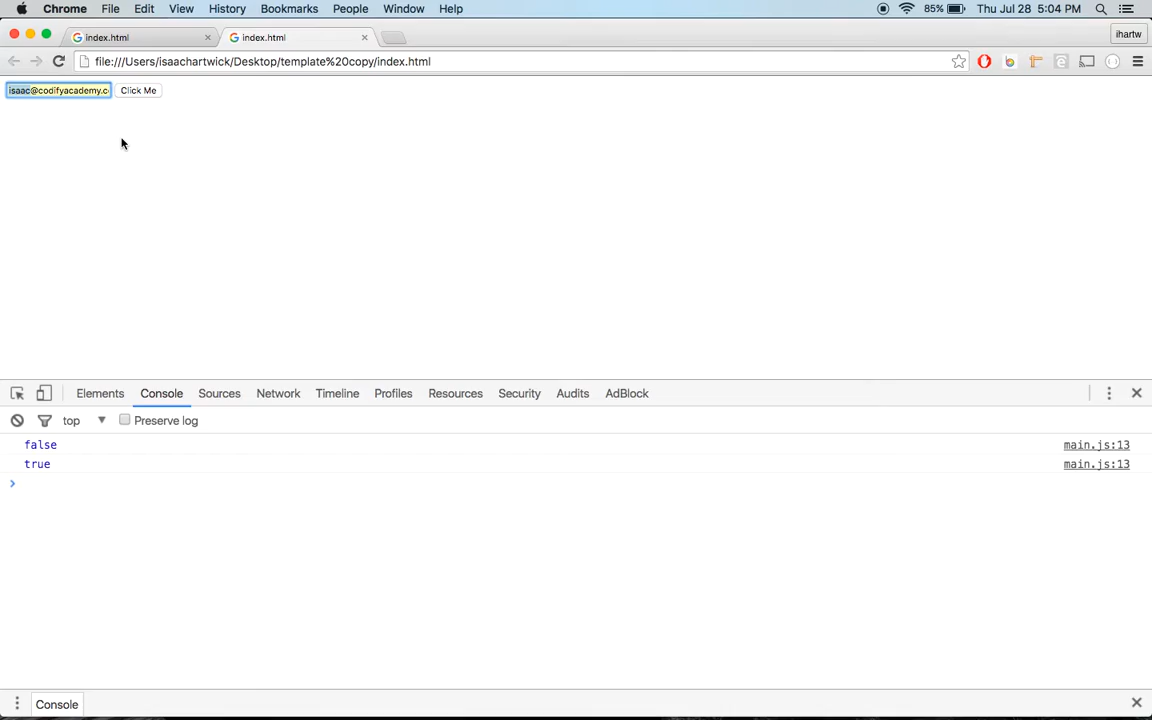 Chrome File Edit View History Bookmarks People Window Help 85% Thu Jul 28 5:04 PM
index.html index.html ihartw
file:///Users/isaachartwick/Desktop/template%20copy/index.html
isaac@codifyacademy.c Click Me
Elements Console Sources Network Timeline Profiles Resources Security Audits AdBlock
top Preserve log
false main.js:13
true main.js:13
Console